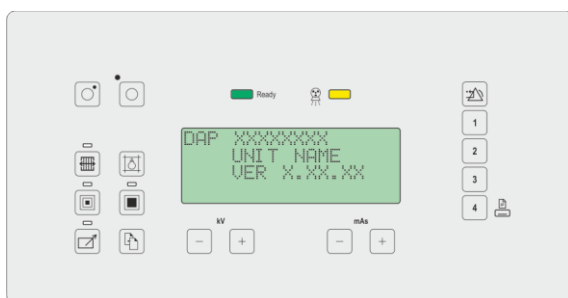 Ready
DAP XXXXXXXX
UNIT NAME
VER X.XX.XX
kV
mAs
- +
- +
1
2
3
4